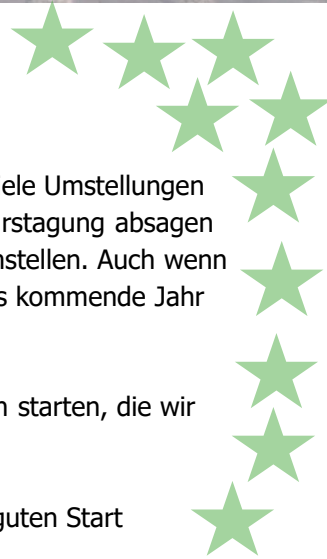 ele Umstellungen
rstagung absagen
nstellen. Auch wenn
s kommende Jahr
n starten, die wir
guten Start